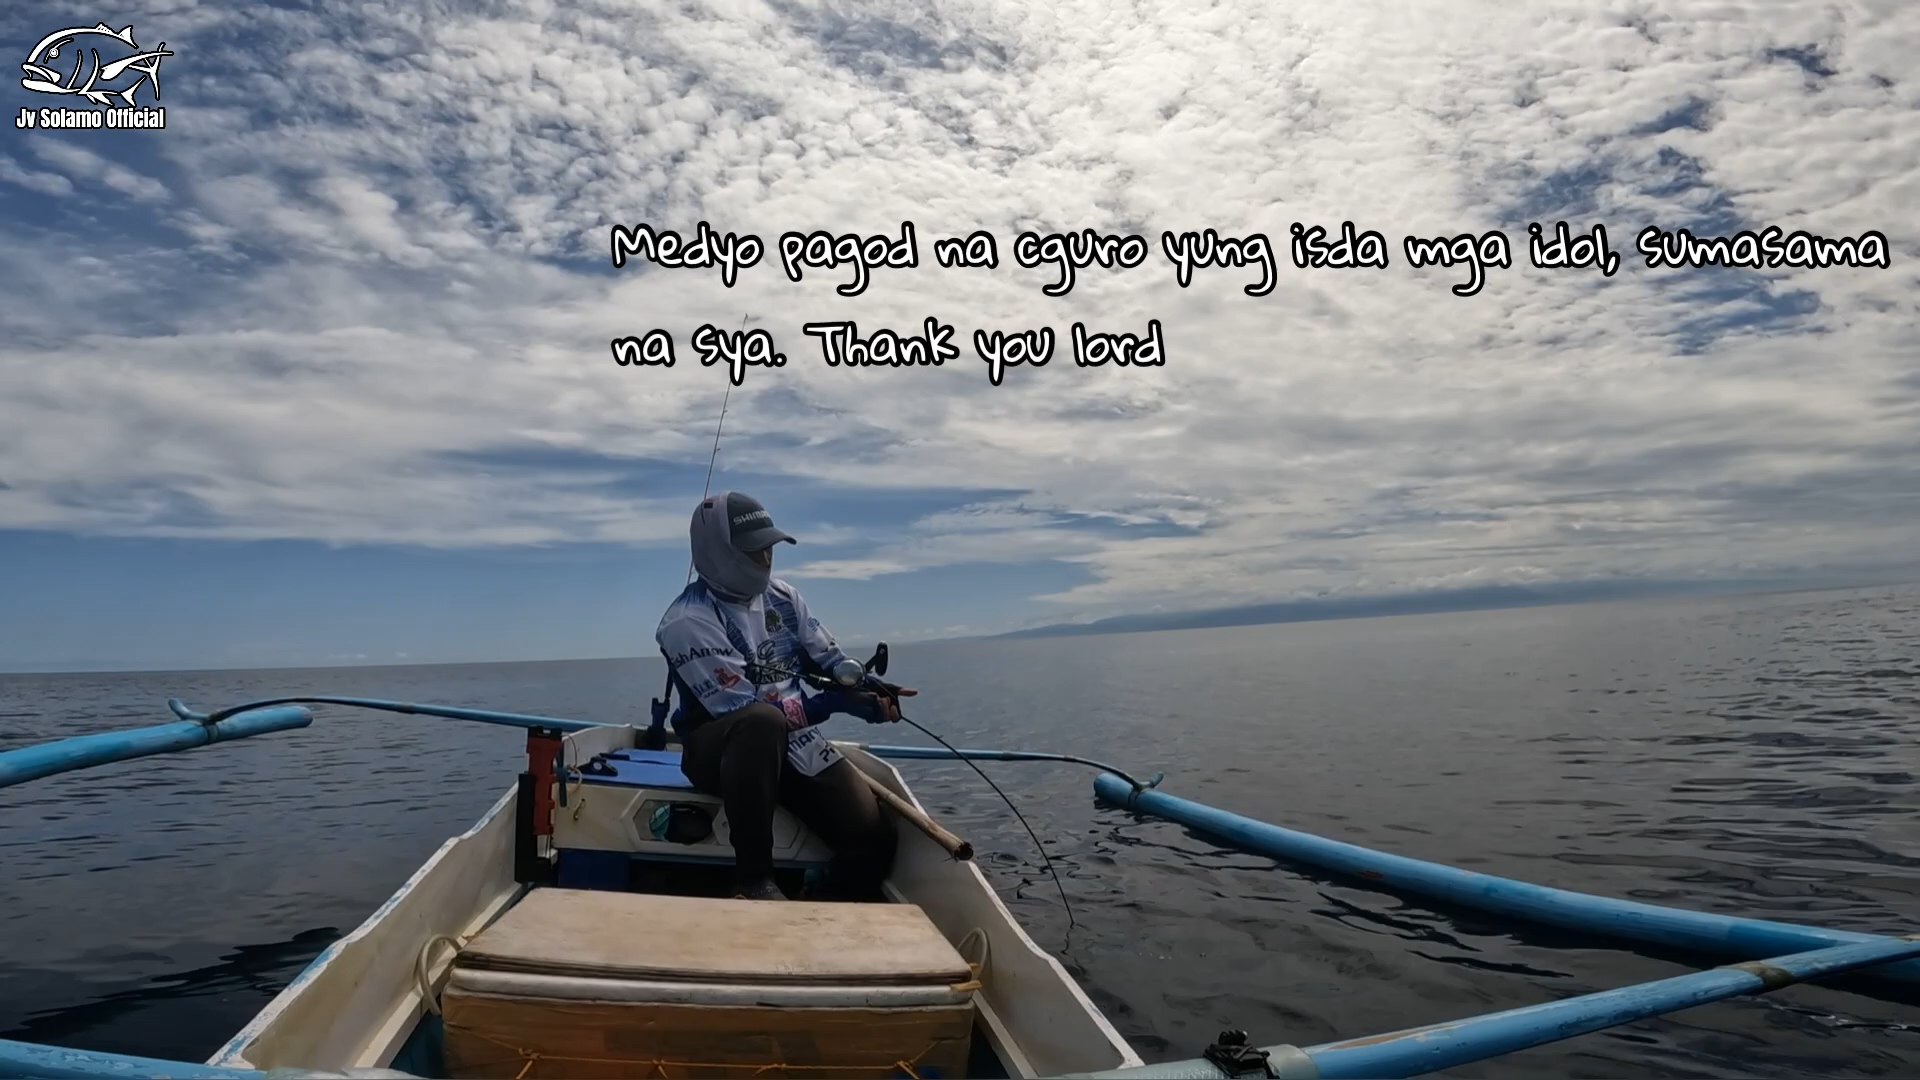 Jv Solamo Official
Medyo pagod na cguro yung isda mga idol, sumasama
na sya. Thank you lord